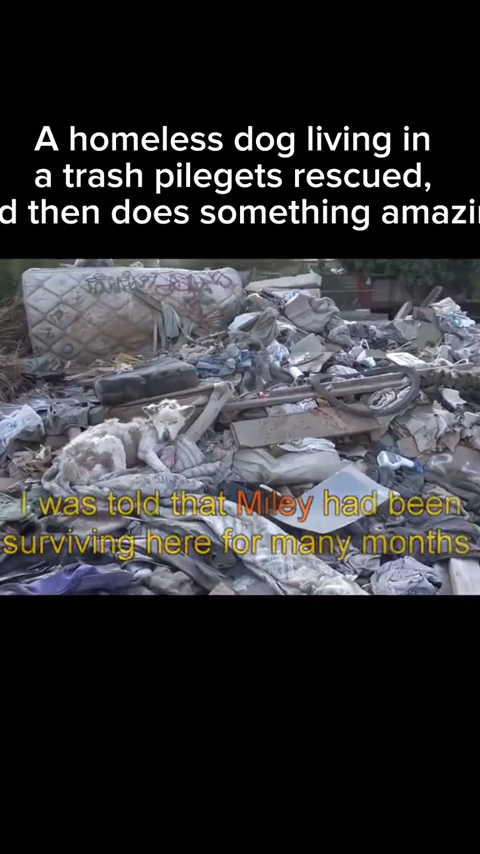 A homeless dog living in
a trash pilegets rescued,
d then does something amazin
I was told that Miley had been
surviving here for many months